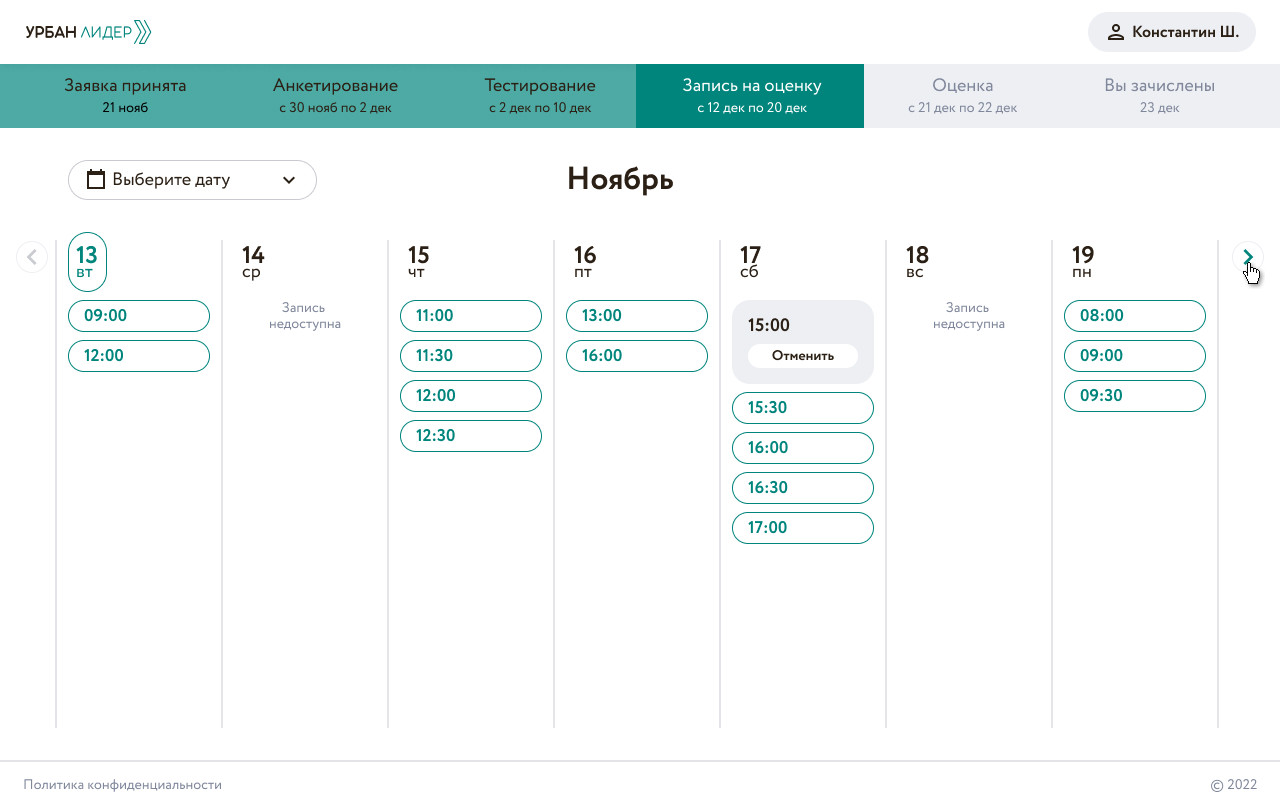 УРБАН ЛИДЕР
Константин Ш.
Заявка принята
21 нояб
Анкетирование
с 30 нояб по 2 дек
Тестирование
с 2 дек по 10 дек
Запись на оценку
с 12 дек по 20 дек
Оценка
с 21 дек по 22 дек
Вы зачислены
23 дек
Выберите дату
Ноябрь
13
вт
09:00
12:00
14
ср
Запись
недоступна
15
чт
11:00
11:30
12:00
12:30
16
пт
13:00
16:00
17
сб
15:00
Отменить
15:30
16:00
16:30
17:00
18
вс
Запись
недоступна
19
пн
08:00
09:00
09:30
Политика конфиденциальности
© 2022